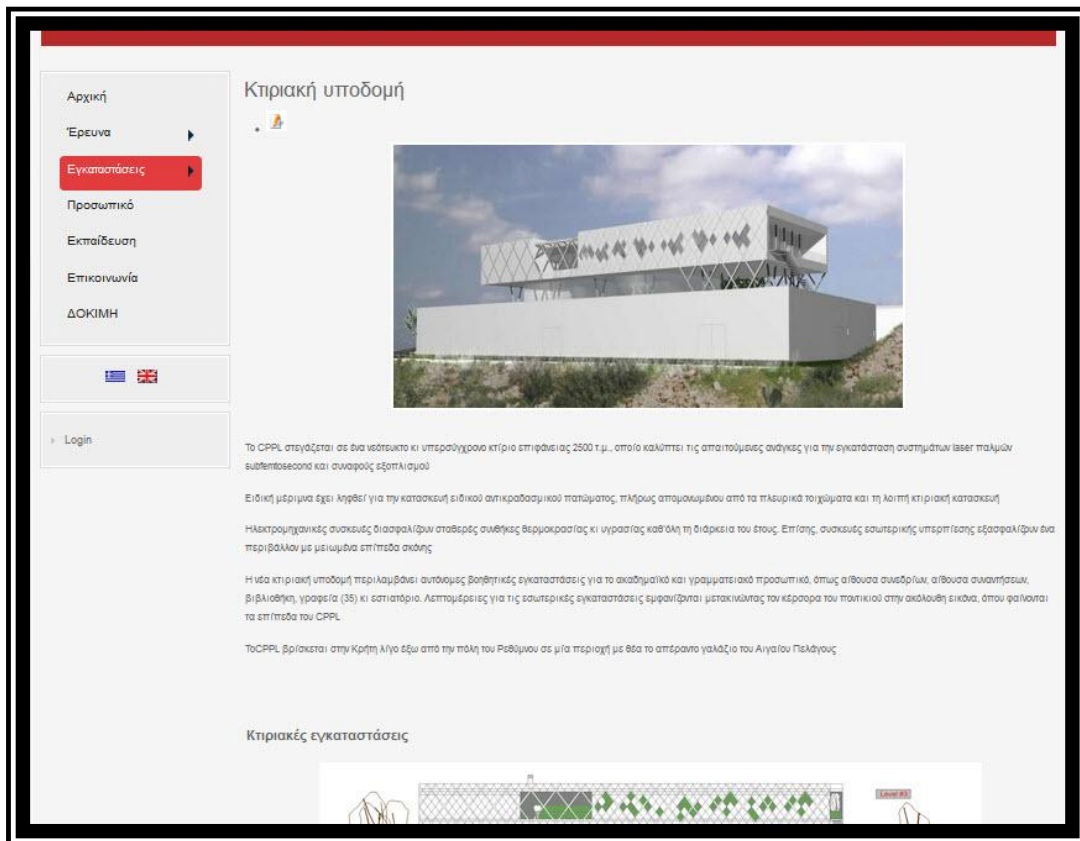 Αρχική
Έρευνα
Εγκαταστάσεις
Προσωπικό
Εκπαίδευση
Επικοινωνία
ΔΟΚΙΜΗ
Login
Κτιριακή υποδομή
Το CPPL στεγάζεται σε ένα νεότευκτο κι υπερσύγχρονο κτίριο επιφάνειας 2500 τ.μ., οποίο καλύπτει τις απαιτούμενες ανάγκες για την εγκατάσταση συστημάτων laser παλμών
subfemtosecond και συναφούς εξοπλισμού
Ειδική μέριμνα έχει ληφθεί για την κατασκευή ειδικού αντικραδασμικού πατώματος, πλήρως απομονωμένου από τα πλευρικά τοιχώματα και τη λοιπή κτιριακή κατασκευή
Ηλεκτρομηχανικές συσκευές διασφαλίζουν σταθερές συνθήκες θερμοκρασίας κι υγρασίας καθ'όλη τη διάρκεια του έτους. Επίσης, συσκευές εσωτερικής υπερπίεσης εξασφαλίζουν ένα
περιβάλλον με μειωμένα επίπεδα σκόνης
Η νέα κτιριακή υποδομή περιλαμβάνει αυτόνομες βοηθητικές εγκαταστάσεις για το ακαδημαϊκό και γραμματειακό προσωπικό, όπως αίθουσα συνεδρίων, αίθουσα συναντήσεων,
βιβλιοθήκη, γραφεία (35) κι εστιατόριο. Λεπτομέρειες για τις εσωτερικές εγκαταστάσεις εμφανίζονται μετακινώντας τον κέρσορα του ποντικιού στην ακόλουθη εικόνα, όπου φαίνονται
τα επίπεδα του CPPL
ΤοCPPL βρίσκεται στην Κρήτη λίγο έξω από την πόλη του Ρεθύμνου σε μία περιοχή με θέα το απέραντο γαλάζιο του Αιγαίου Πελάγους
Κτιριακές εγκαταστάσεις
Level #3